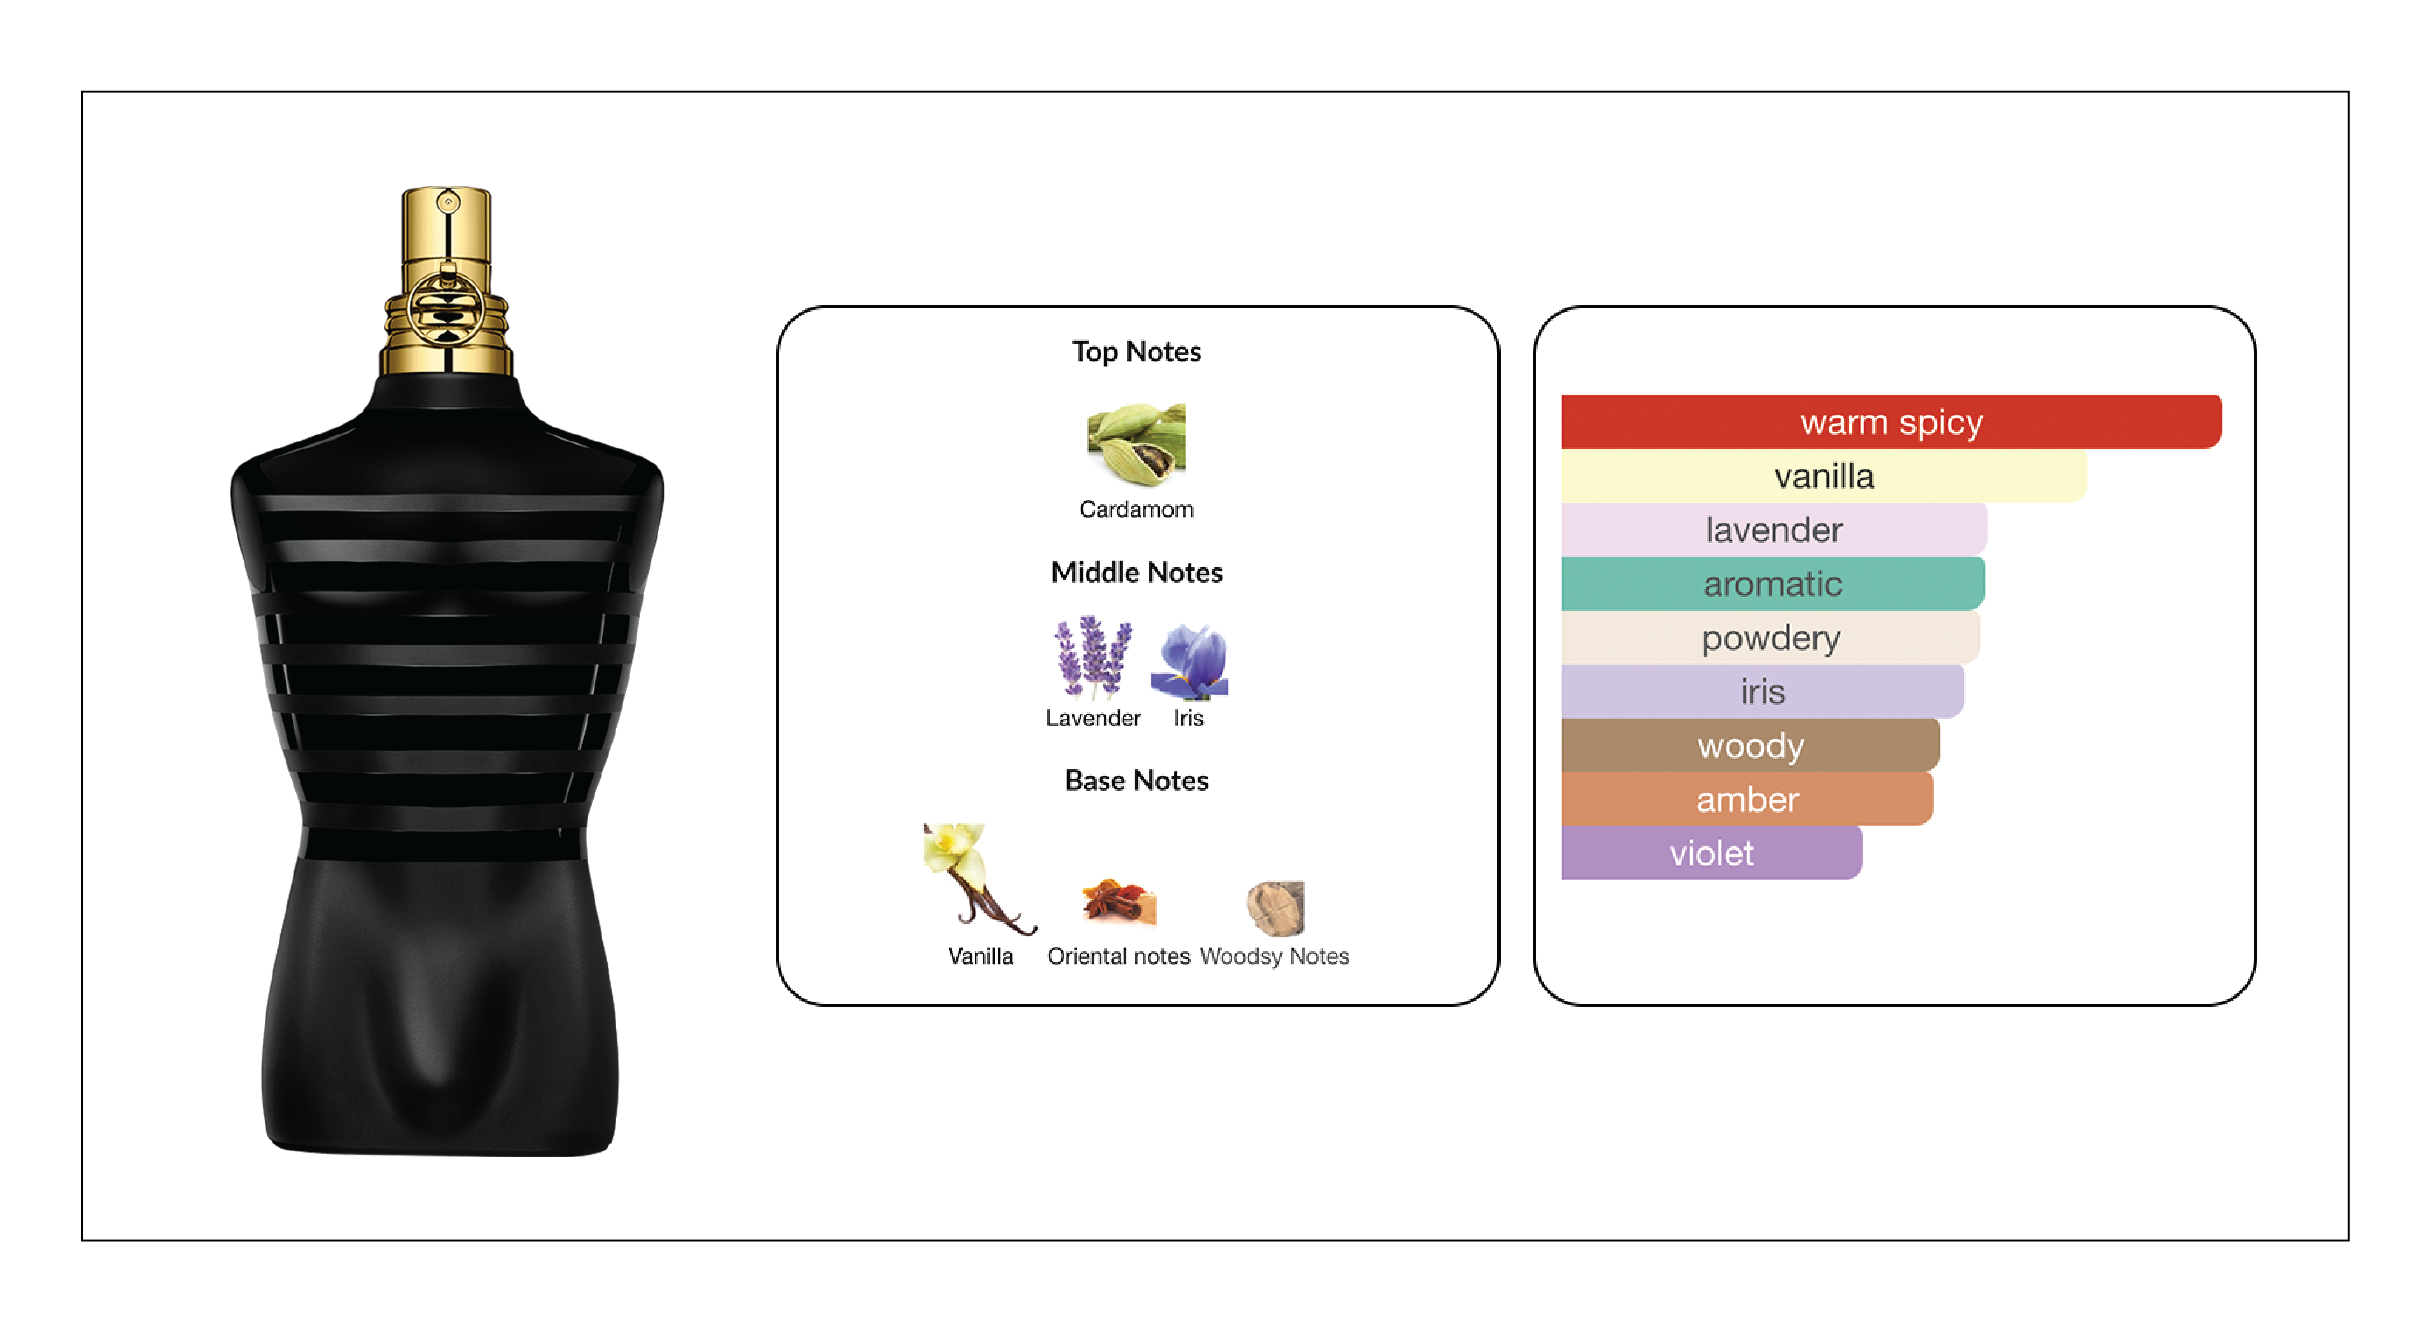 Top Notes
Cardamom
Middle Notes
Lavender Iris
Base Notes
Vanilla Oriental notes Woodsy Notes
warm spicy
vanilla
lavender
aromatic
powdery
iris
woody
amber
violet